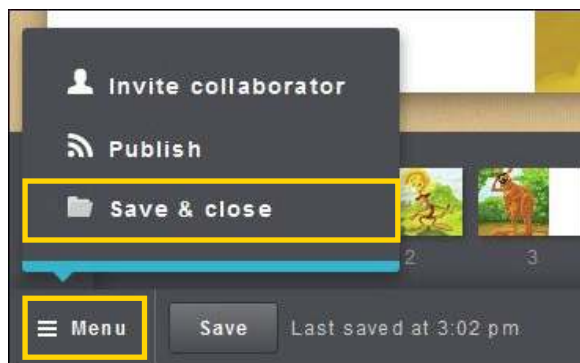 Invite collaborator
Publish
Save & close
2 3
Menu Save Last saved at 3:02 pm